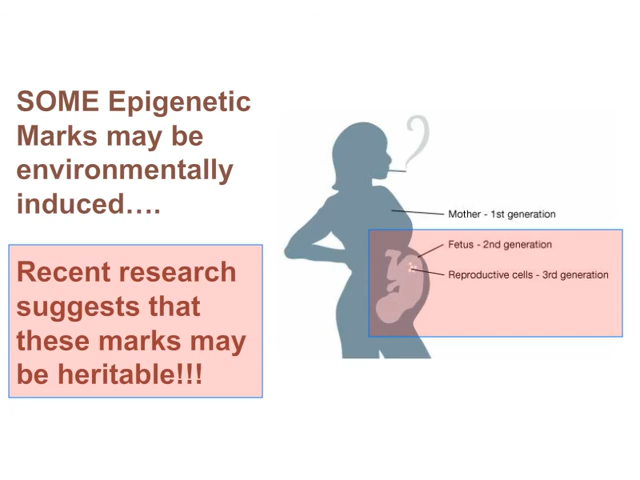 SOME Epigenetic
Marks may be
environmentally
induced....
Recent research
suggests that
these marks may
be heritable!!!
Mother - 1st generation
Fetus - 2nd generation
Reproductive cells - 3rd generation